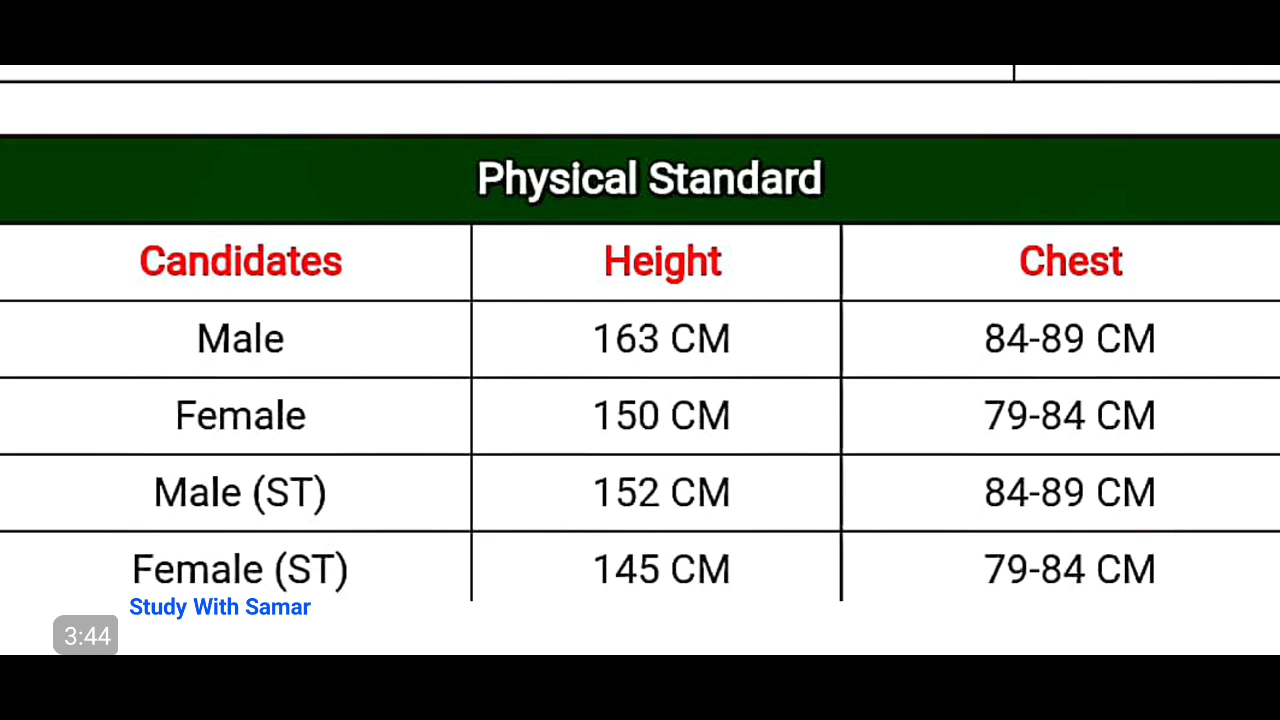 Physical Standard
Candidates Height Chest
Male 163 CM 84-89 CM
Female 150 CM 79-84 CM
Male (ST) 152 CM 84-89 CM
Female (ST) 145 CM 79-84 CM
Study With Samar
3:44